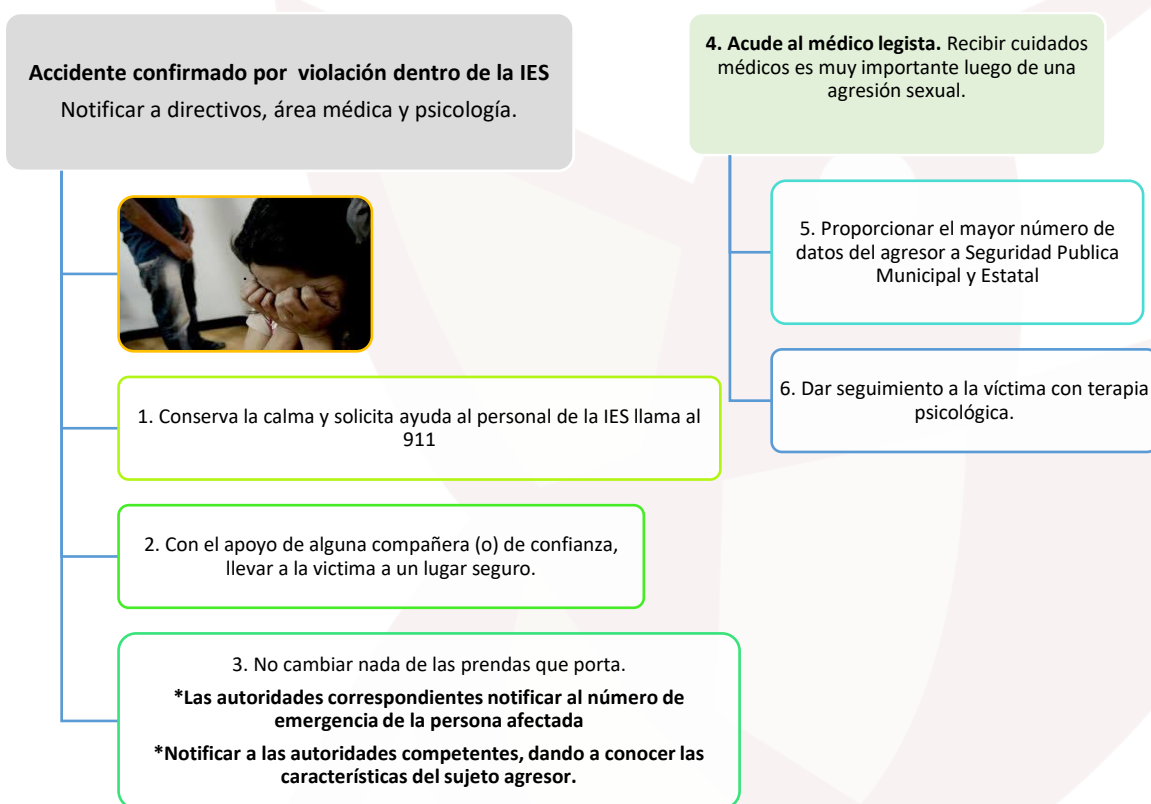 Accidente confirmado por violación dentro de la IES
Notificar a directivos, área médica y psicología.
1. Conserva la calma y solicita ayuda al personal de la IES llama al
911
2. Con el apoyo de alguna compañera (o) de confianza,
llevar a la victima a un lugar seguro.
3. No cambiar nada de las prendas que porta.
*Las autoridades correspondientes notificar al número de
emergencia de la persona afectada
*Notificar a las autoridades competentes, dando a conocer las
características del sujeto agresor.
4. Acude al médico legista. Recibir cuidados
médicos es muy importante luego de una
agresión sexual.
5. Proporcionar el mayor número de
datos del agresor a Seguridad Publica
Municipal y Estatal
6. Dar seguimiento a la víctima con terapia
psicológica.